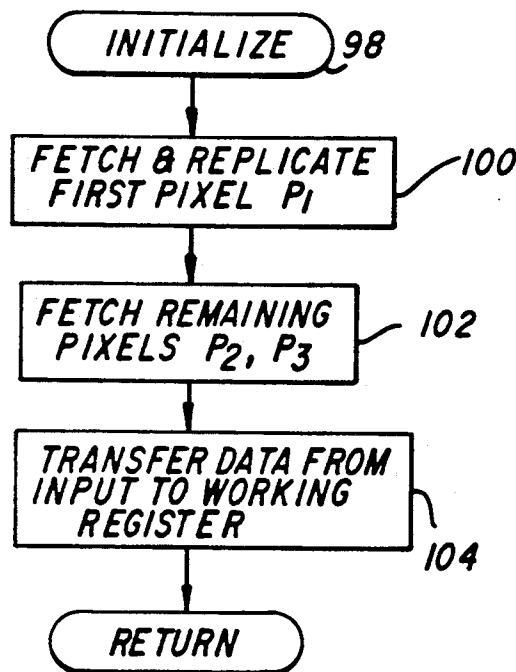 INITIALIZE
98
FETCH & REPLICATE
FIRST PIXEL P1
100
FETCH REMAINING
PIXELS P2, P3
102
TRANSFER DATA FROM
INPUT TO WORKING
REGISTER
104
RETURN